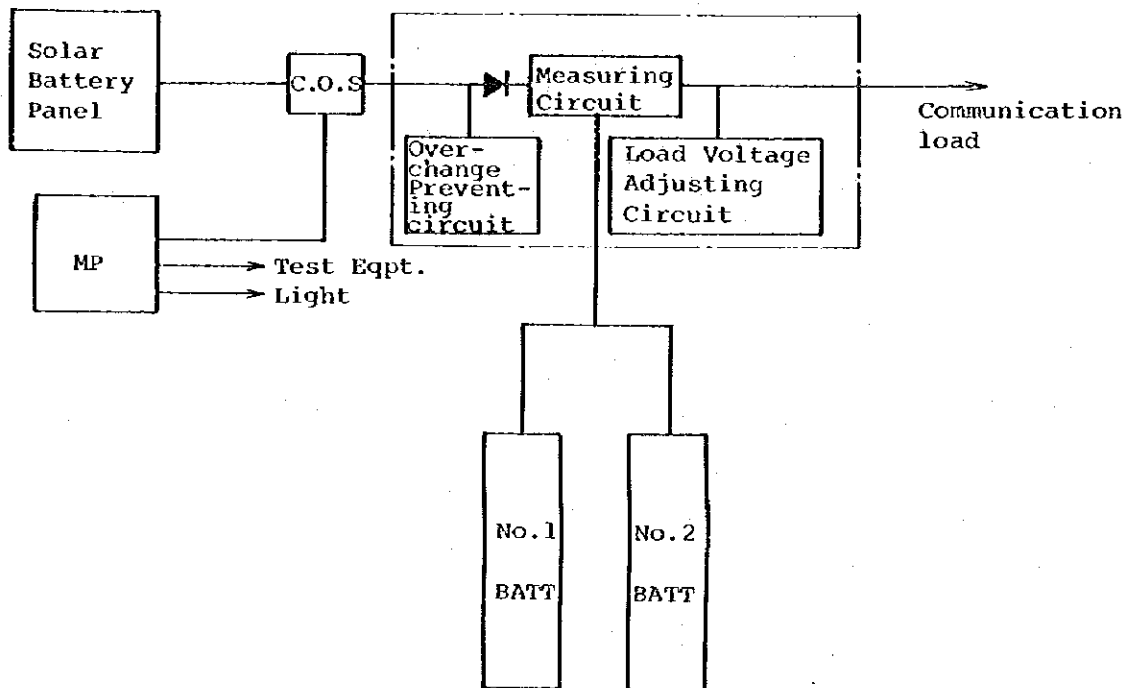 Solar
Battery
Panel
C.O.S
Measuring
Circuit
Communication
load
Over-
change
Prevent-
ing
circuit
Load Voltage
Adjusting
Circuit
MP
Test Eqpt.
Light
No.1
BATT
No.2
BATT